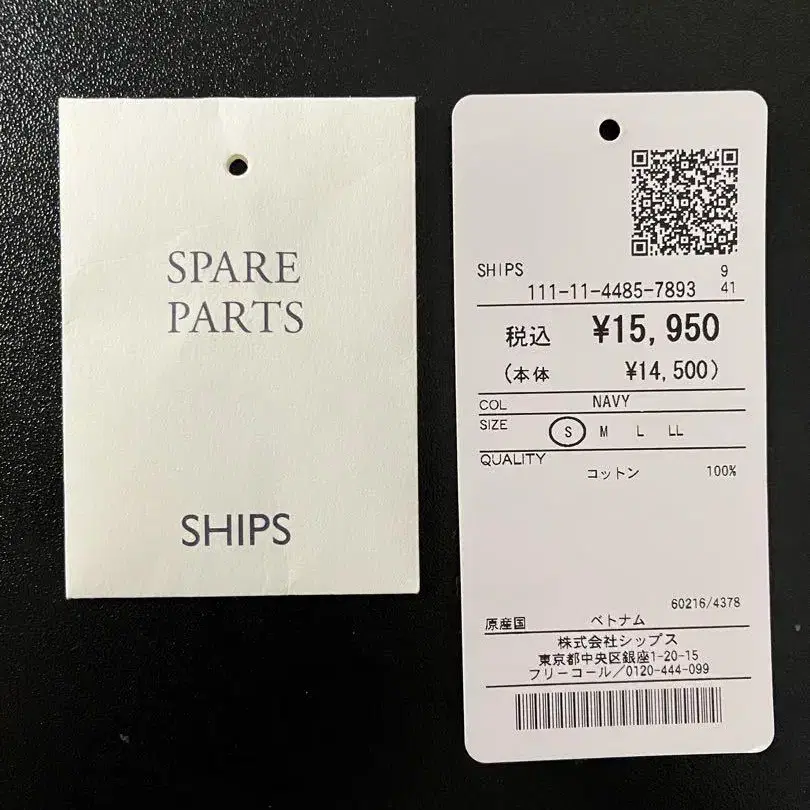 SPARE
PARTS
SHIPS
SHIPS 9
111-11-4485-7893 41
税込 ¥15,950
(本体 ¥14,500)
COL NAVY
SIZE S M L LL
QUALITY
コットン 100%
60216/4378
原産国 ベトナム
株式会社シップス
東京都中央区銀座1-20-15
フリーコール/0120-444-099